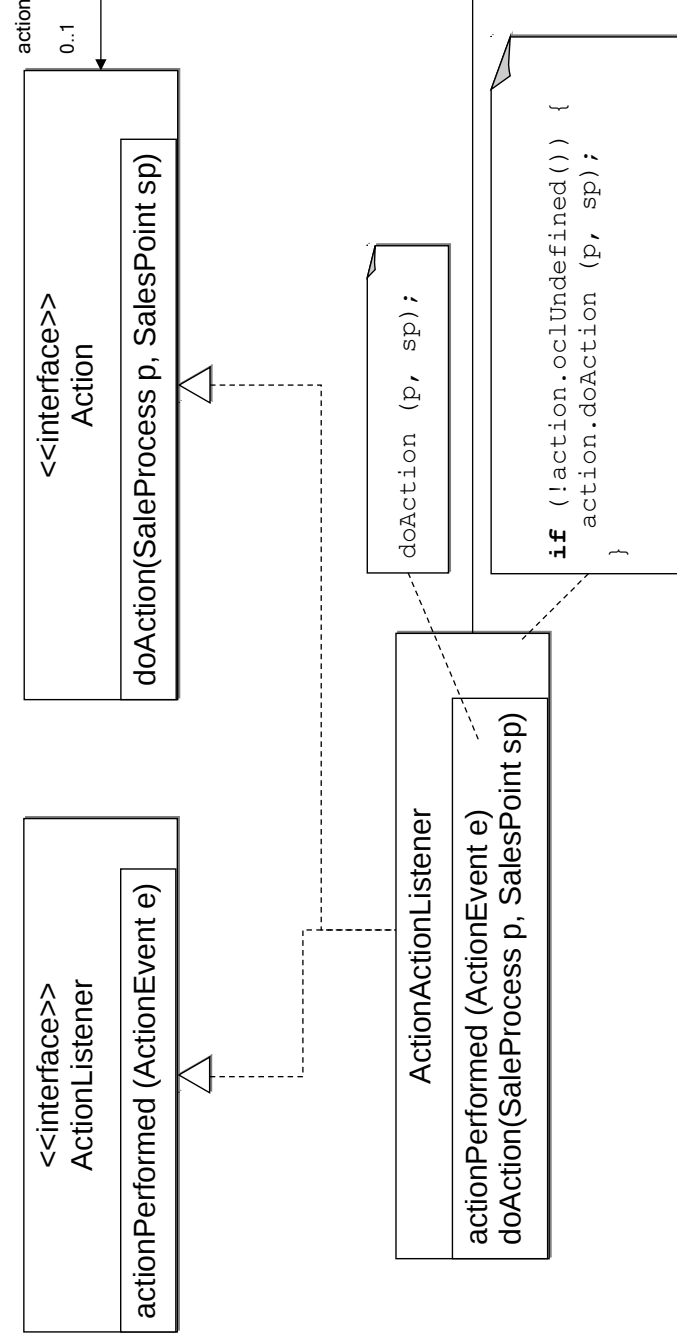 <<interface>>
ActionListener
actionPerformed (ActionEvent e)
<<interface>>
Action
doAction(SaleProcess p, SalesPoint sp)
action
0..1
ActionActionListener
actionPerformed (ActionEvent e)
doAction(SaleProcess p, SalesPoint sp)
doAction (p, sp);
if (!action.oclUndefined()) {
action.doAction (p, sp);
}